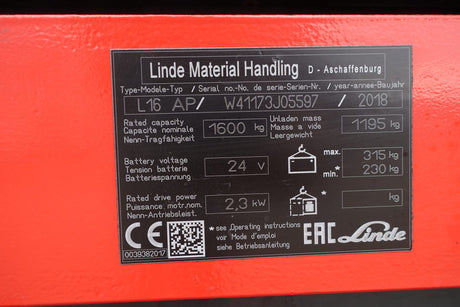 Linde Material Handling D - Aschaffenburg
Type-Modele-Typ / Serial no.-No. de serie-Serien-Nr. / year-annee-Baujahr
L16 AP / W41173J05597 / 2018
Rated capacity
Capacite nominale
Nenn-Tragfähigkeit
1600 kg
Unladen mass
Masse a vide
Leergewicht
1195 kg
Battery voltage
Tension batterie
Batteriespannung
24 V
max. 315 kg
* min. 230 kg
Rated drive power
Puissance motr.nom.
Nenn-Antriebsleist.
2,3 kW
* kg
CE
0038382017
*see Operating instructions
voir Mode d'emploi
siehe Betriebsanleitung
EAC Linde